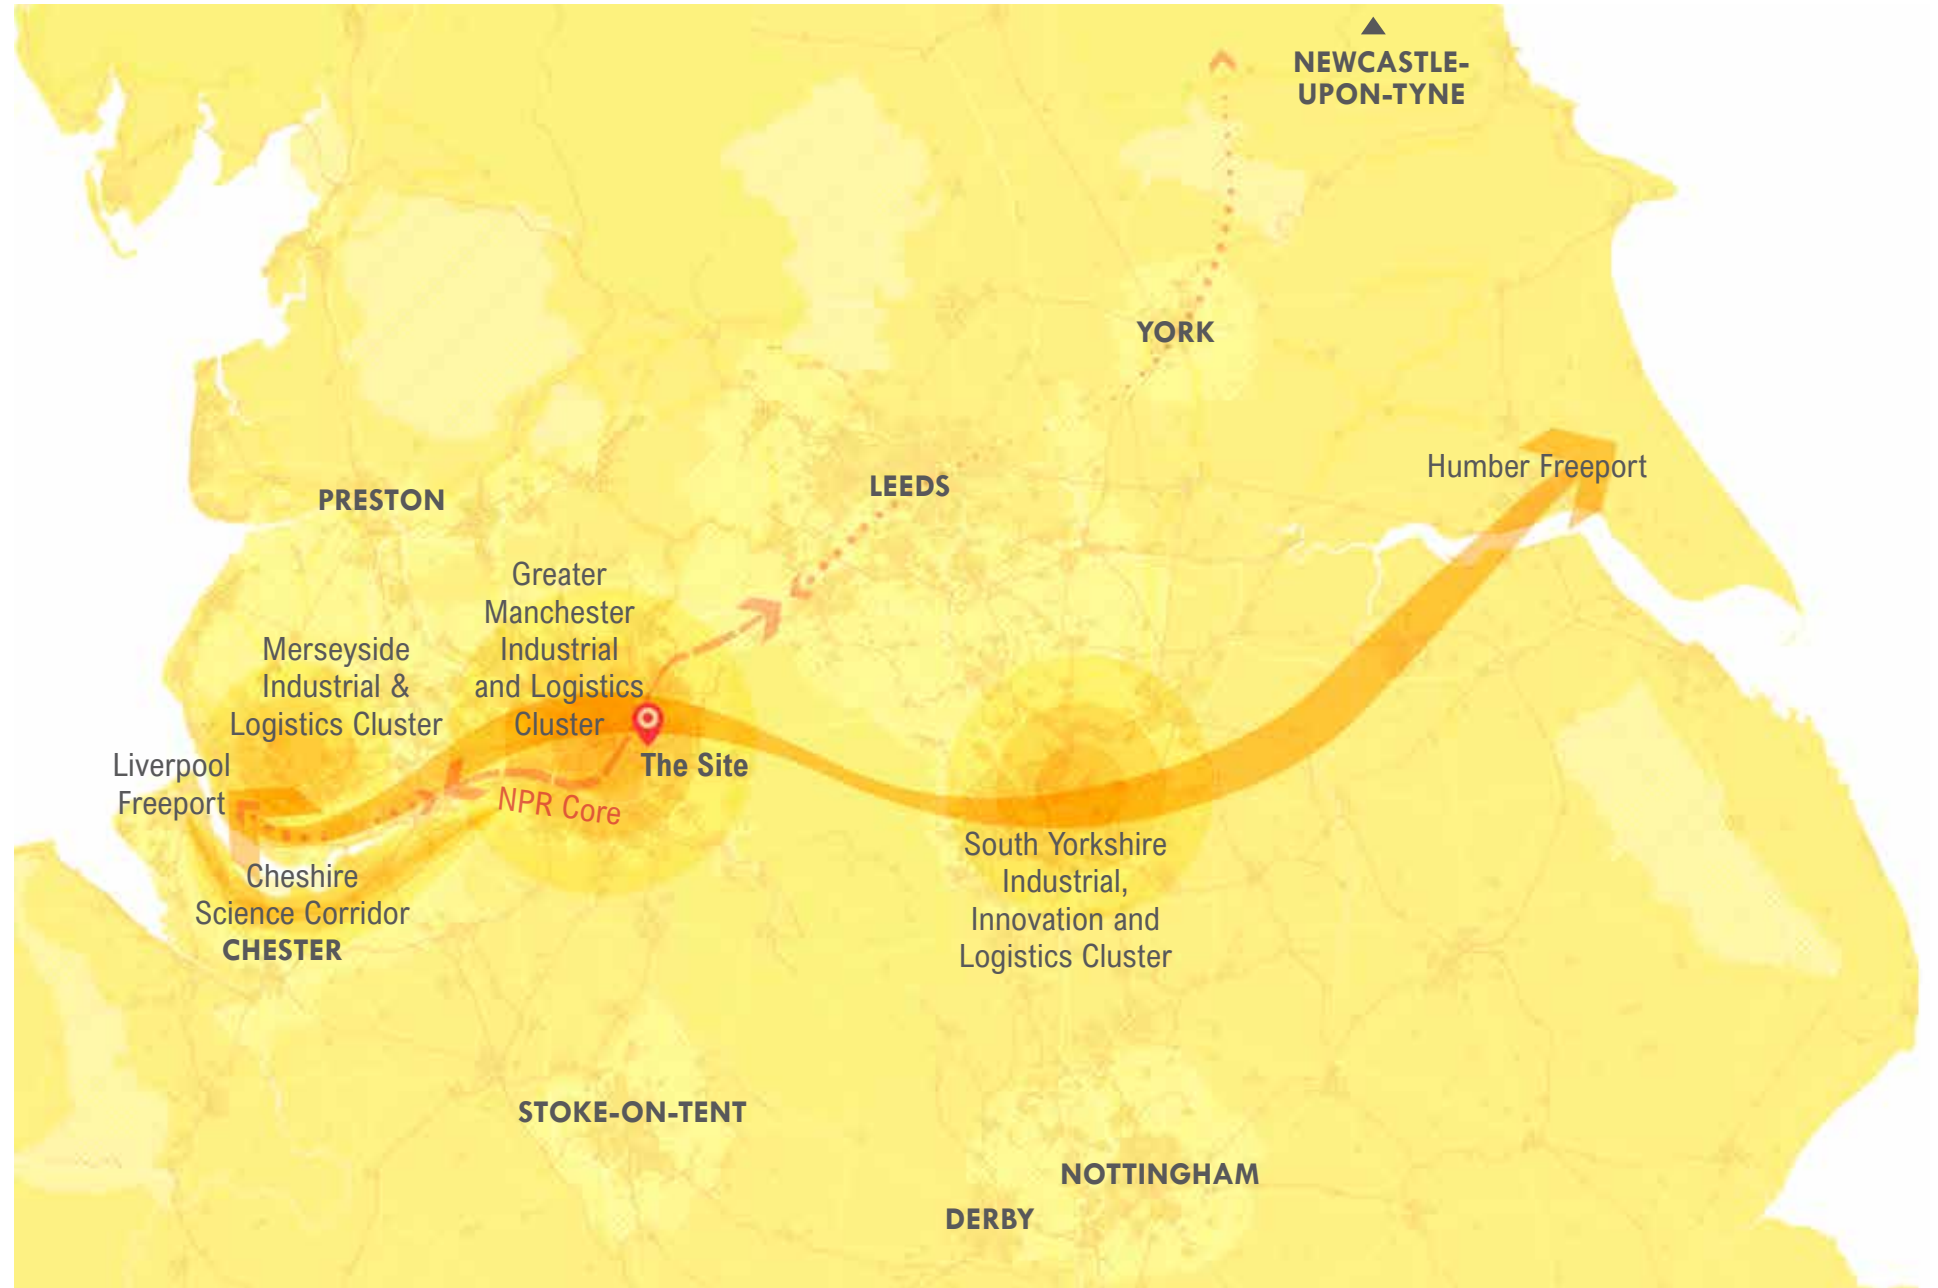 NEWCASTLE-
UPON-TYNE
YORK
Humber Freeport
LEEDS
PRESTON
Greater
Manchester
Industrial
and Logistics
Cluster
Merseyside
Industrial &
Logistics Cluster
Liverpool
Freeport
The Site
NPR Core
South Yorkshire
Industrial,
Innovation and
Logistics Cluster
Cheshire
Science Corridor
CHESTER
STOKE-ON-TENT
NOTTINGHAM
DERBY